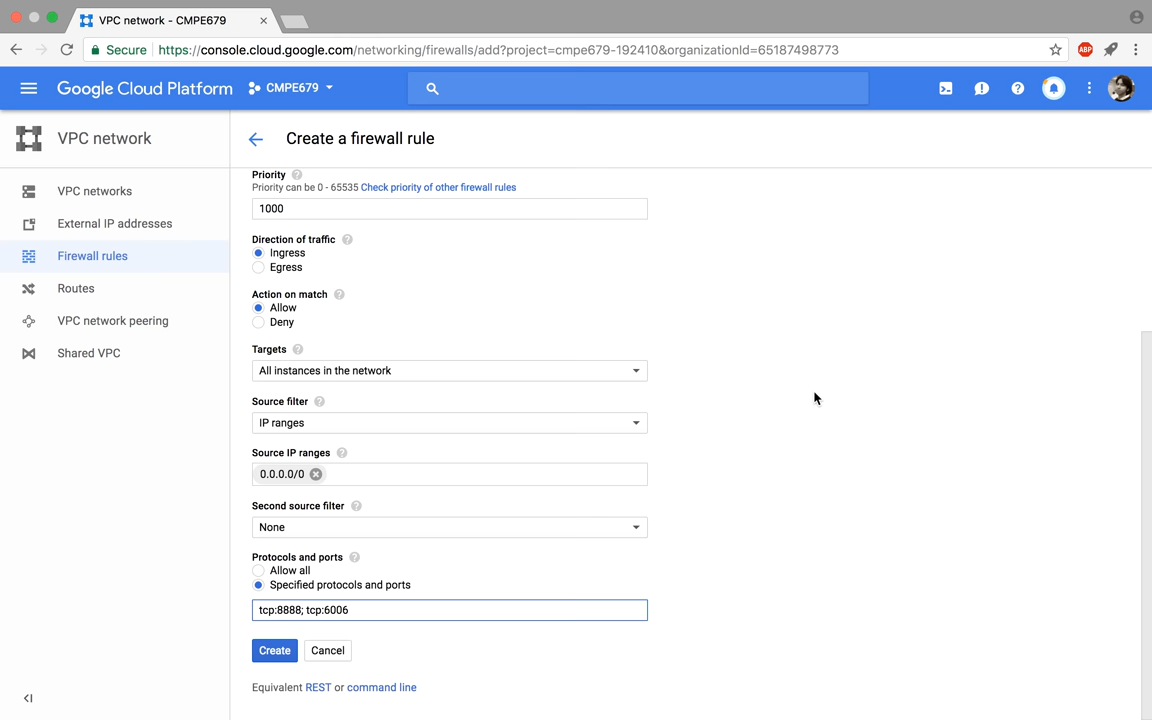 VPC network - CMPE679
Secure https://console.cloud.google.com/networking/firewalls/add?project=cmpe679-192410&organizationId=65187498773
ABP
Google Cloud Platform CMPE679
VPC network
Create a firewall rule
VPC networks
External IP addresses
Firewall rules
Routes
VPC network peering
Shared VPC
Priority
Priority can be 0 - 65535 Check priority of other firewall rules
1000
Direction of traffic
Ingress
Egress
Action on match
Allow
Deny
Targets
All instances in the network
Source filter
IP ranges
Source IP ranges
0.0.0.0/0
Second source filter
None
Protocols and ports
Allow all
Specified protocols and ports
tcp:8888; tcp:6006
Create Cancel
Equivalent REST or command line